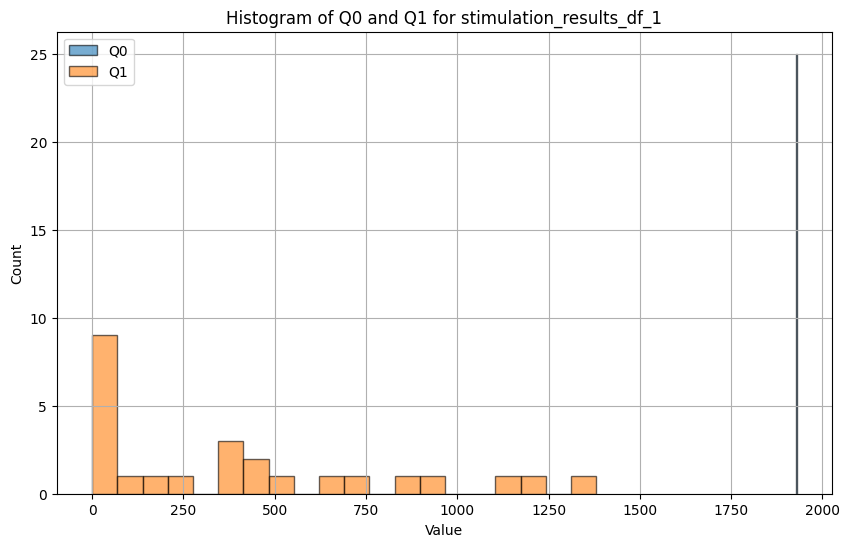 Histogram of Q0 and Q1 for stimulation_results_df_1
Q0
Q1
25
20
15
10
5
0
Count
0 250 500 750 1000 1250 1500 1750 2000
Value